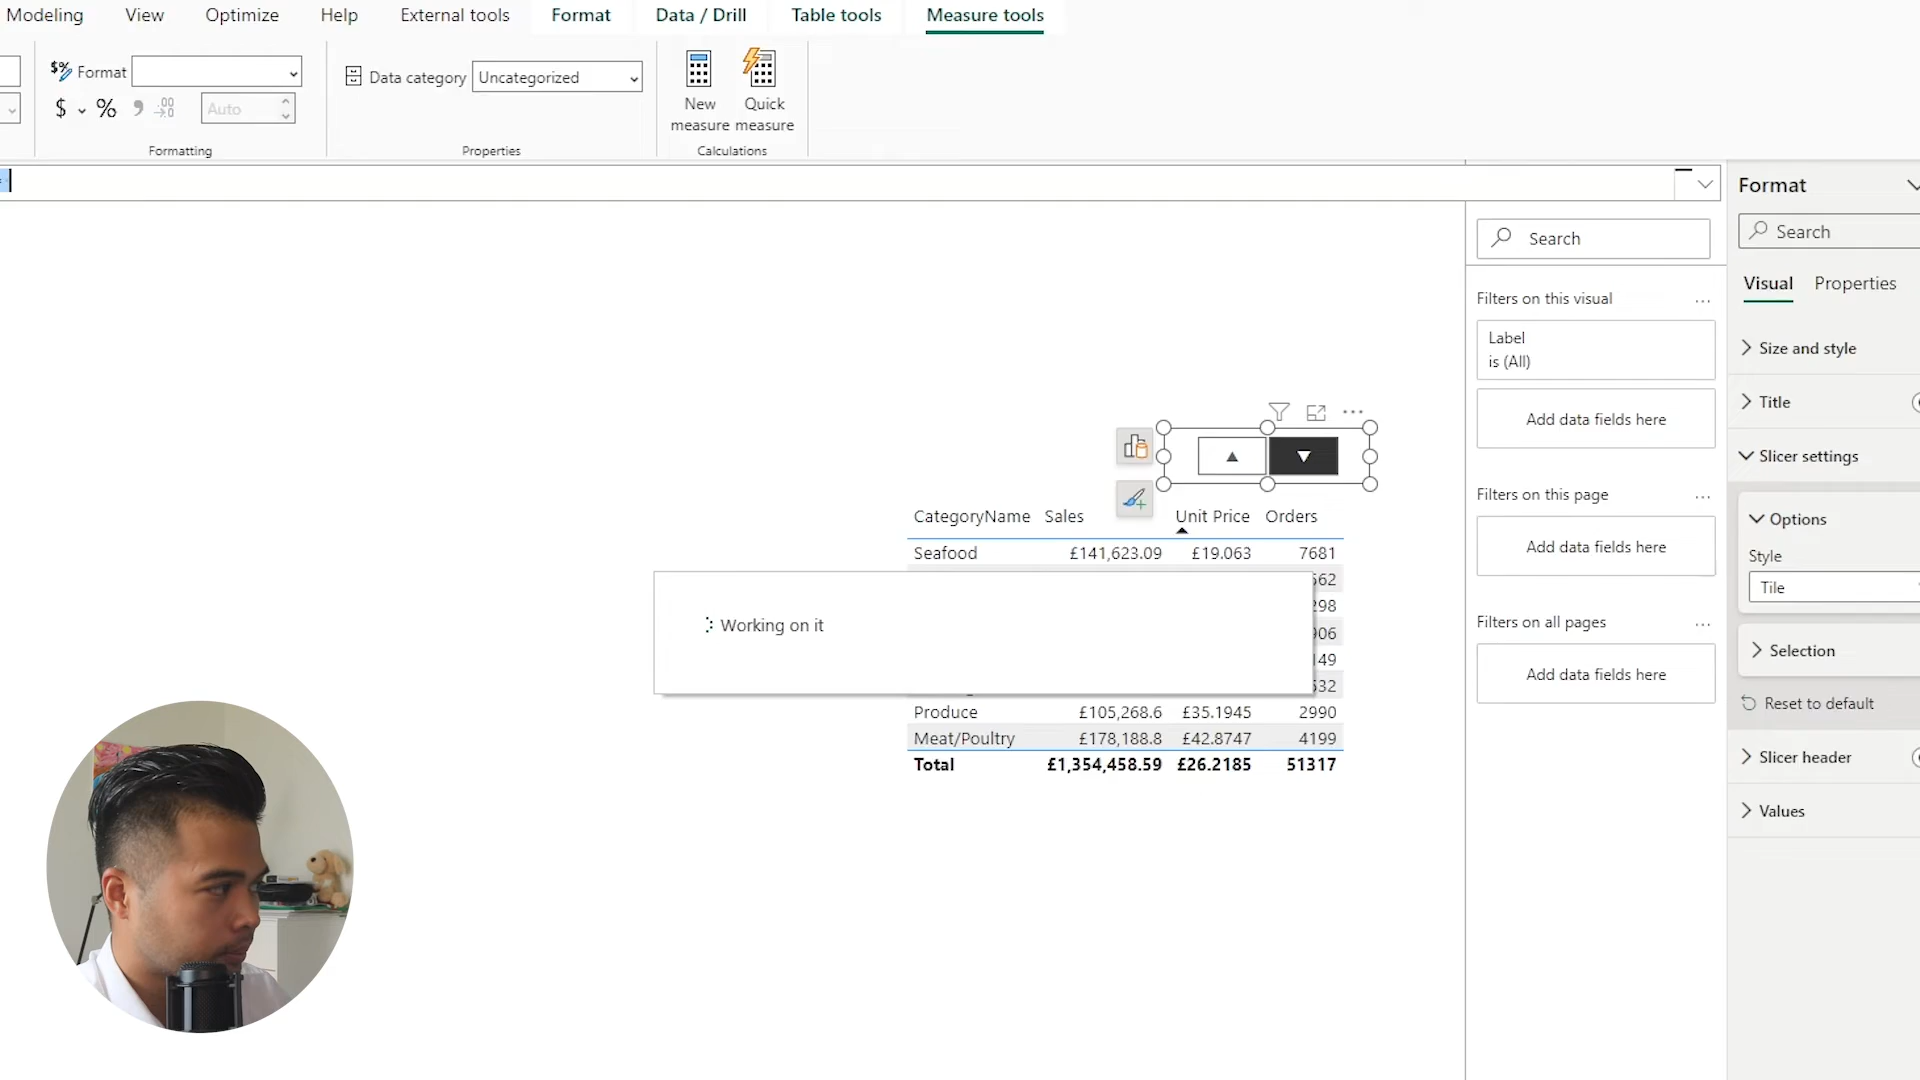 Modeling View Optimize Help External tools Format Data / Drill Table tools Measure tools
$% Format
Data category Uncategorized
$ % Auto
New measure
Quick measure
Formatting
Properties
Calculations
Search
Filters on this visual
Label
is (All)
Add data fields here
Filters on this page
Add data fields here
Filters on all pages
Add data fields here
Format
Search
Visual Properties
Size and style
Title
Slicer settings
Options
Style
Tile
Selection
Reset to default
Slicer header
Values
CategoryName Sales Unit Price Orders
Seafood £141,623.09 £19.063 7681
Working on it
Produce £105,268.6 £35.1945 2990
Meat/Poultry £178,188.8 £42.8747 4199
Total £1,354,458.59 £26.2185 51317